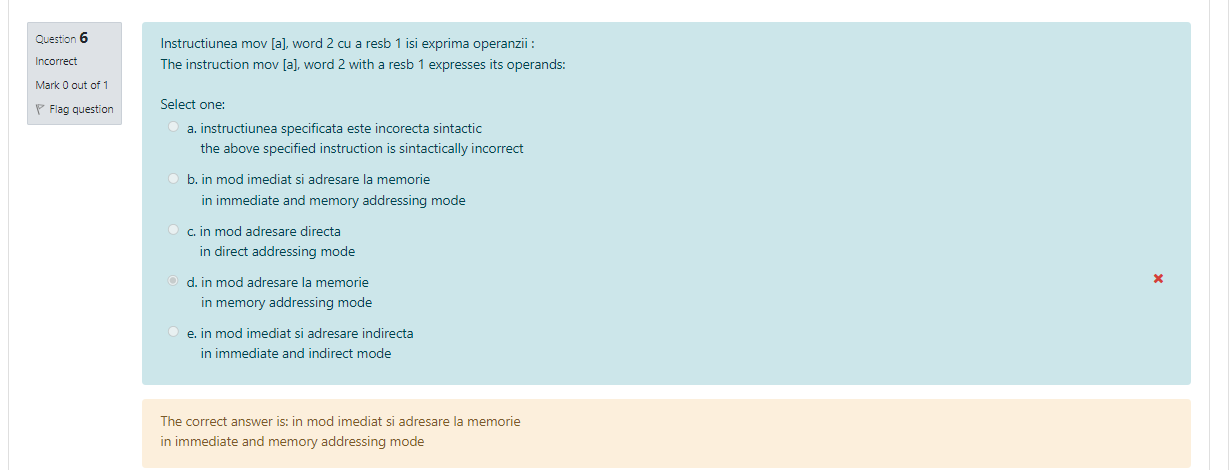 Question 6
Incorrect
Mark 0 out of 1
Flag question
Instructiunea mov [a], word 2 cu a resb 1 isi exprima operanzii :
The instruction mov [a], word 2 with a resb 1 expresses its operands:
Select one:
a. instructiunea specificata este incorecta sintactic
the above specified instruction is sintactically incorrect
b. in mod imediat si adresare la memorie
in immediate and memory addressing mode
c. in mod adresare directa
in direct addressing mode
d. in mod adresare la memorie
in memory addressing mode
e. in mod imediat si adresare indirecta
in immediate and indirect mode
The correct answer is: in mod imediat si adresare la memorie
in immediate and memory addressing mode